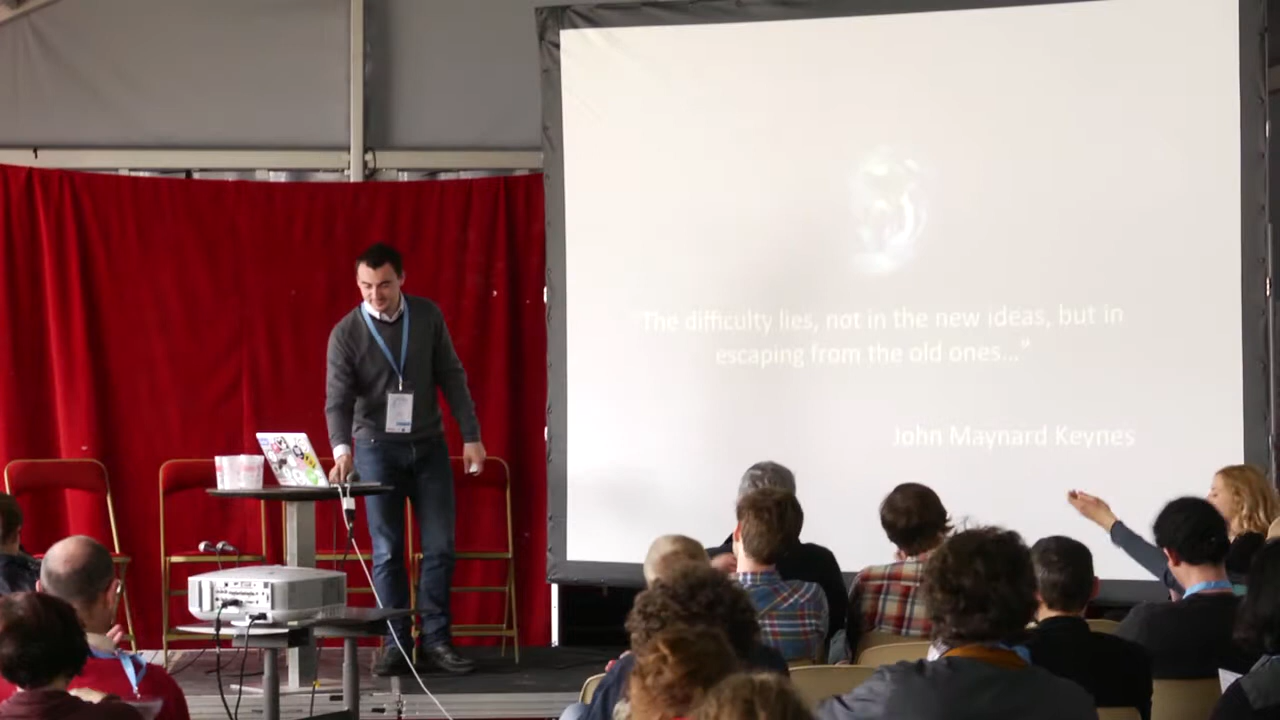 "The difficulty lies, not in the new ideas, but in
escaping from the old ones..."
John Maynard Keynes